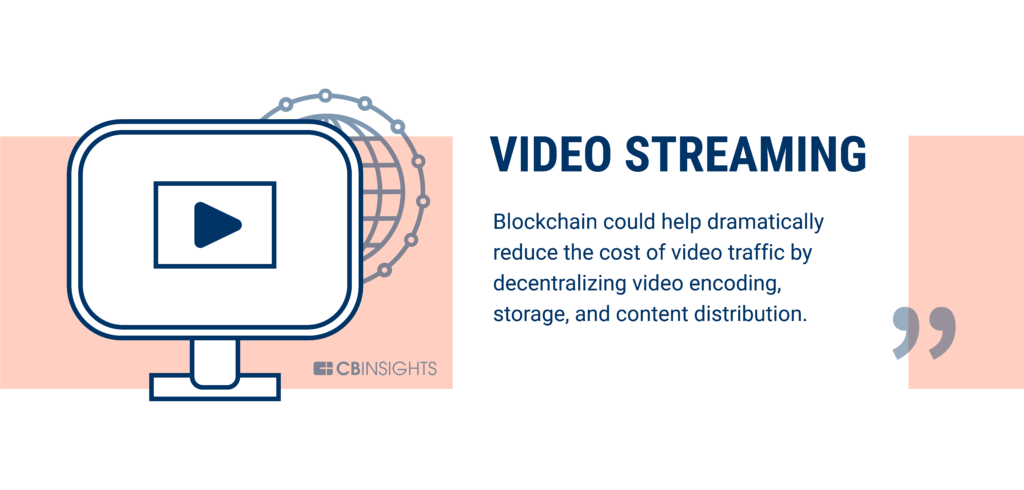 VIDEO STREAMING
Blockchain could help dramatically
reduce the cost of video traffic by
decentralizing video encoding,
storage, and content distribution.
”
CBINSIGHTS